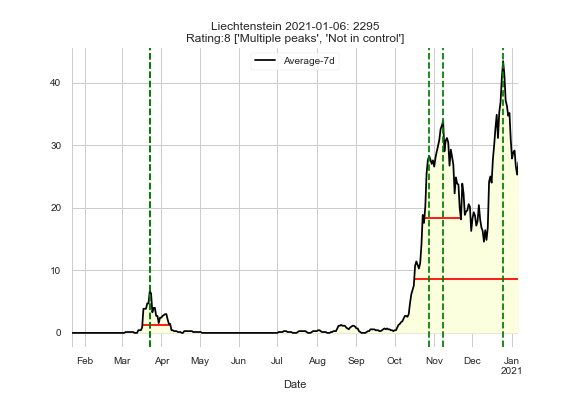 Liechtenstein 2021-01-06: 2295
Rating:8 ['Multiple peaks', 'Not in control']
Average-7d
40
30
20
10
0
Feb Mar Apr May Jun Jul Aug Sep Oct Nov Dec Jan
2021
Date